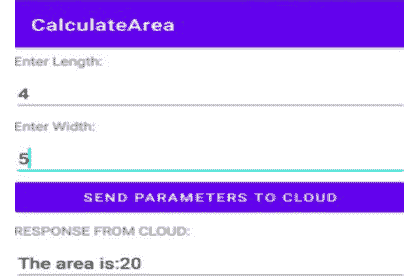 CalculateArea
Enter Length:
4
Enter Width:
5
SEND PARAMETERS TO CLOUD
RESPONSE FROM CLOUD:
The area is:20